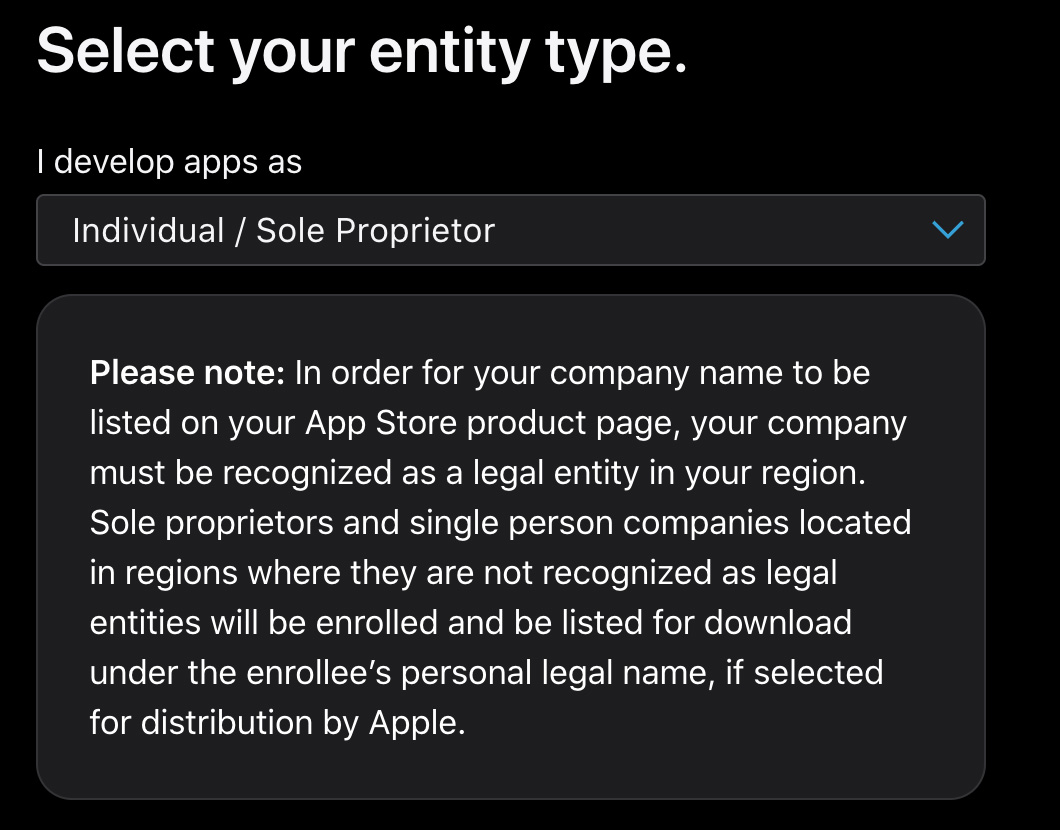 Select your entity type.
I develop apps as
Individual / Sole Proprietor
Please note: In order for your company name to be
listed on your App Store product page, your company
must be recognized as a legal entity in your region.
Sole proprietors and single person companies located
in regions where they are not recognized as legal
entities will be enrolled and be listed for download
under the enrollee’s personal legal name, if selected
for distribution by Apple.